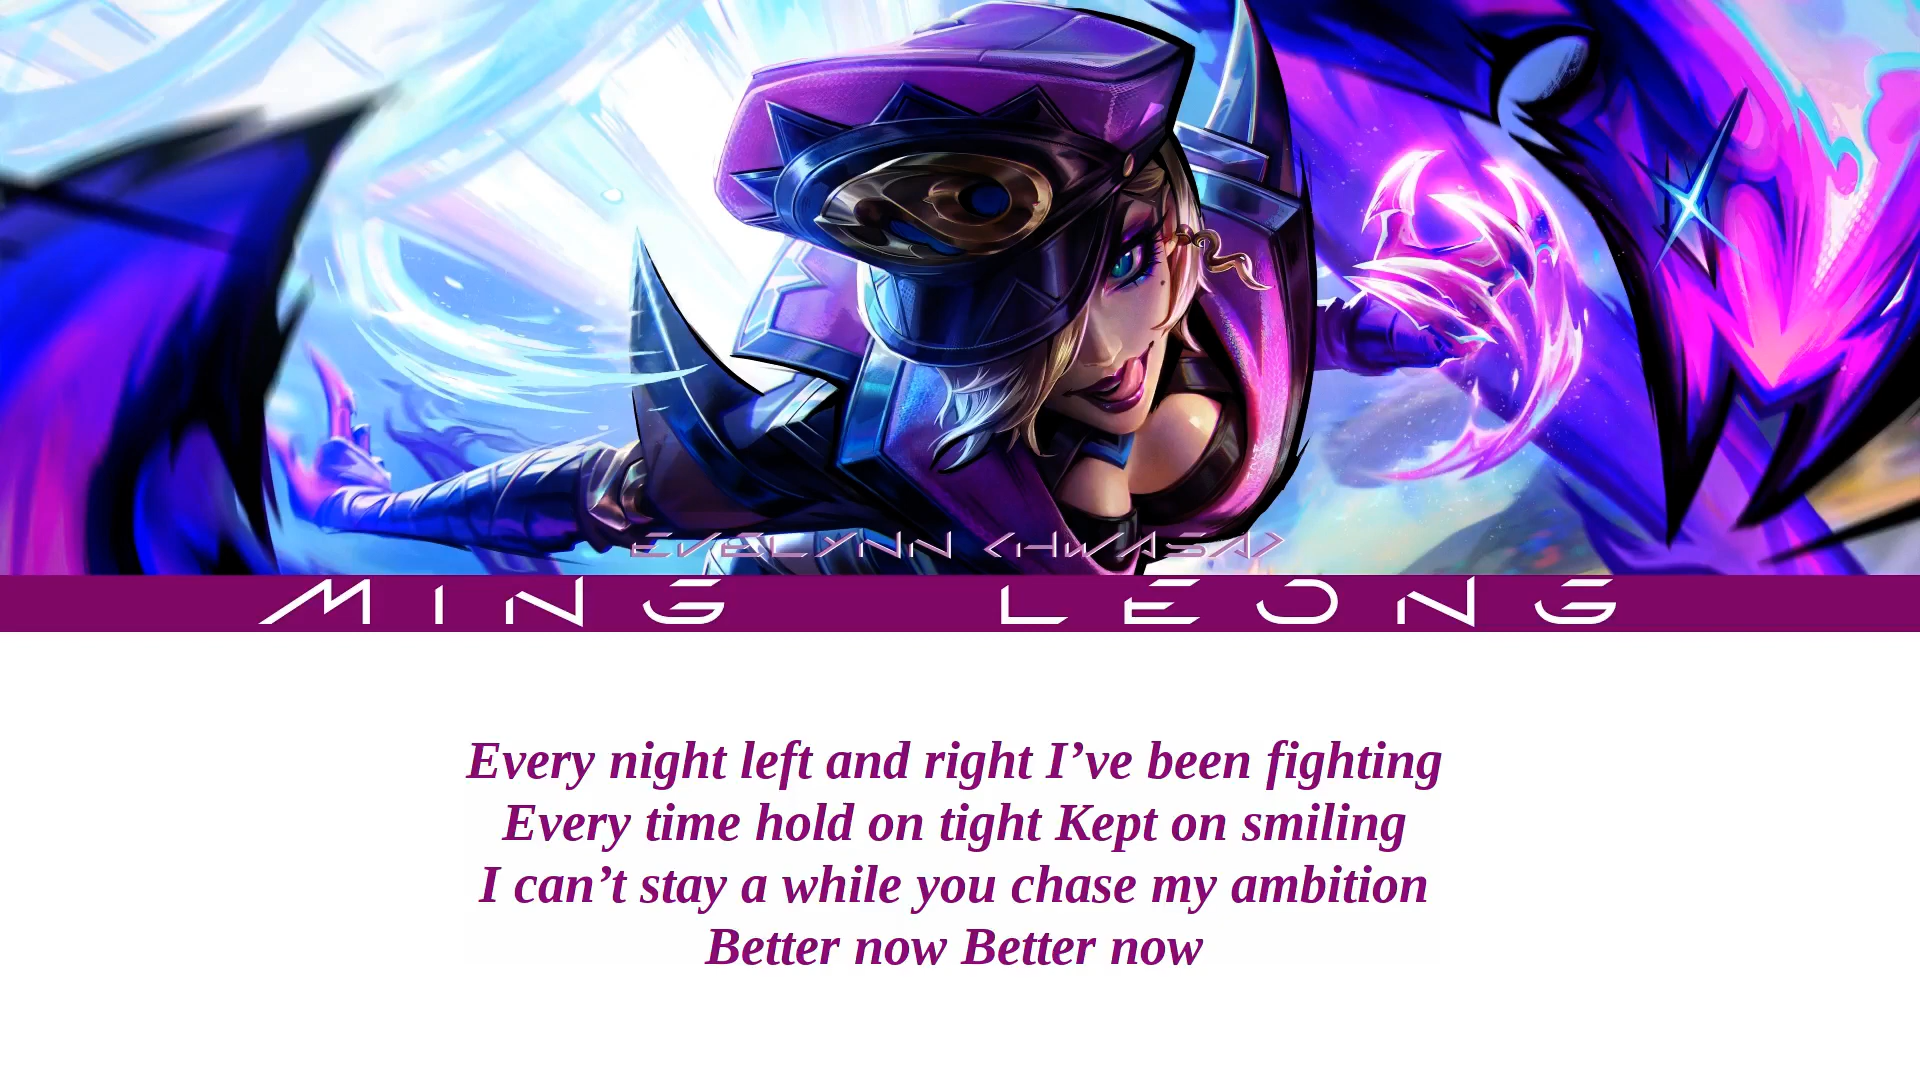 EVELYNN <HWASA>
MING LEONG
Every night left and right I’ve been fighting
Every time hold on tight Kept on smiling
I can’t stay a while you chase my ambition
Better now Better now